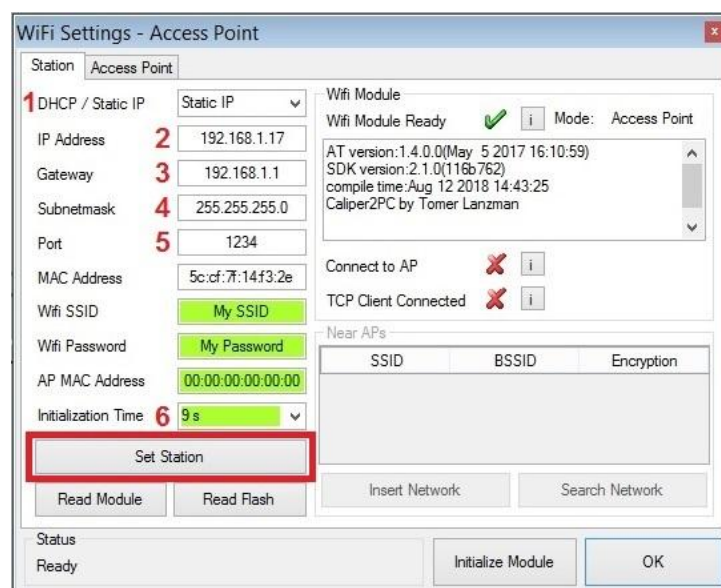 WiFi Settings - Access Point
x
Station Access Point
1 DHCP / Static IP Static IP
IP Address 2 192.168.1.17
Gateway 3 192.168.1.1
Subnetmask 4 255.255.255.0
Port 5 1234
MAC Address 5c:cf:7f:14:f3:2e
Wifi SSID My SSID
Wifi Password My Password
AP MAC Address 00:00:00:00:00:00
Initialization Time 6 9 s
Set Station
Read Module Read Flash
Wifi Module
Wifi Module Ready i Mode: Access Point
AT version:1.4.0.0(May 5 2017 16:10:59)
SDK version:2.1.0(116b762)
compile time:Aug 12 2018 14:43:25
Caliper2PC by Tomer Lanzman
Connect to AP i
TCP Client Connected i
Near APs
SSID BSSID Encryption
Insert Network Search Network
Status
Ready
Initialize Module OK